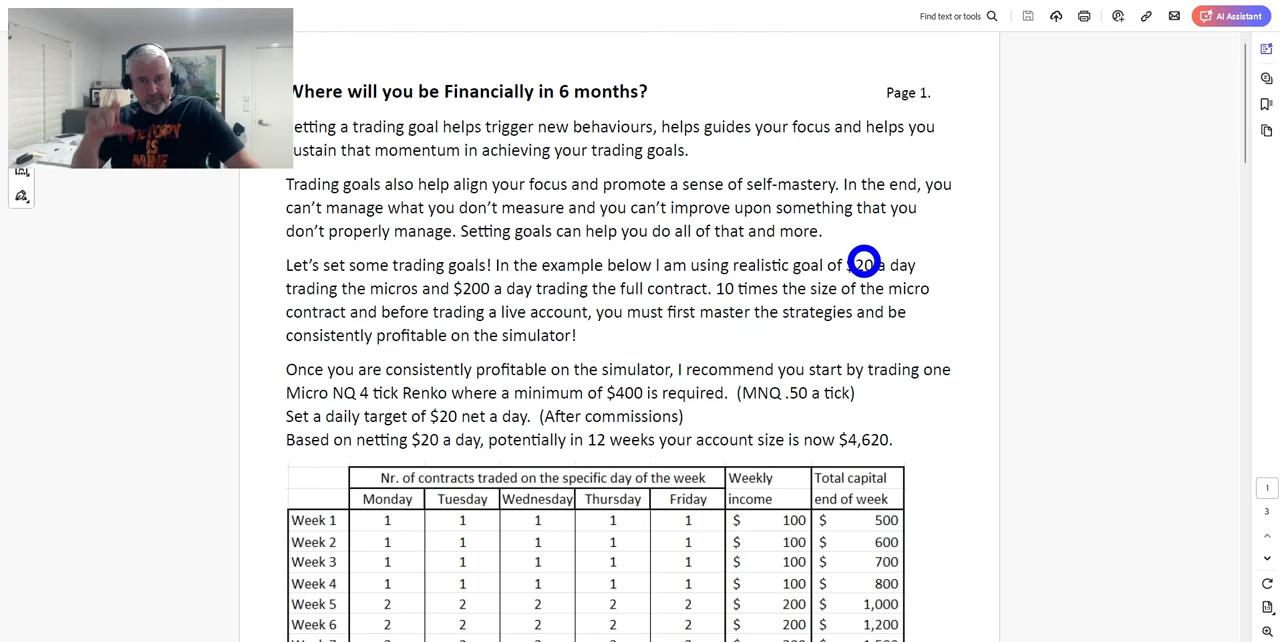 Find text or tools
AI Assistant
VICTORY
IS
MINE
Where will you be Financially in 6 months?
Page 1.
etting a trading goal helps trigger new behaviours, helps guides your focus and helps you
ustain that momentum in achieving your trading goals.
Trading goals also help align your focus and promote a sense of self-mastery. In the end, you
can't manage what you don't measure and you can't improve upon something that you
don't properly manage. Setting goals can help you do all of that and more.
Let's set some trading goals! In the example below I am using realistic goal of $20 a day
trading the micros and $200 a day trading the full contract. 10 times the size of the micro
contract and before trading a live account, you must first master the strategies and be
consistently profitable on the simulator!
Once you are consistently profitable on the simulator, I recommend you start by trading one
Micro NQ 4 tick Renko where a minimum of $400 is required.  (MNQ .50 a tick)
Set a daily target of $20 net a day.  (After commissions)
Based on netting $20 a day, potentially in 12 weeks your account size is now $4,620.
Nr. of contracts traded on the specific day of the week Weekly Total capital
Monday Tuesday Wednesday Thursday Friday income end of week
Week 1 1 1 1 1 1 $ 100 $ 500
Week 2 1 1 1 1 1 $ 100 $ 600
Week 3 1 1 1 1 1 $ 100 $ 700
Week 4 1 1 1 1 1 $ 100 $ 800
Week 5 2 2 2 2 2 $ 200 $ 1,000
Week 6 2 2 2 2 2 $ 200 $ 1,200
1
3